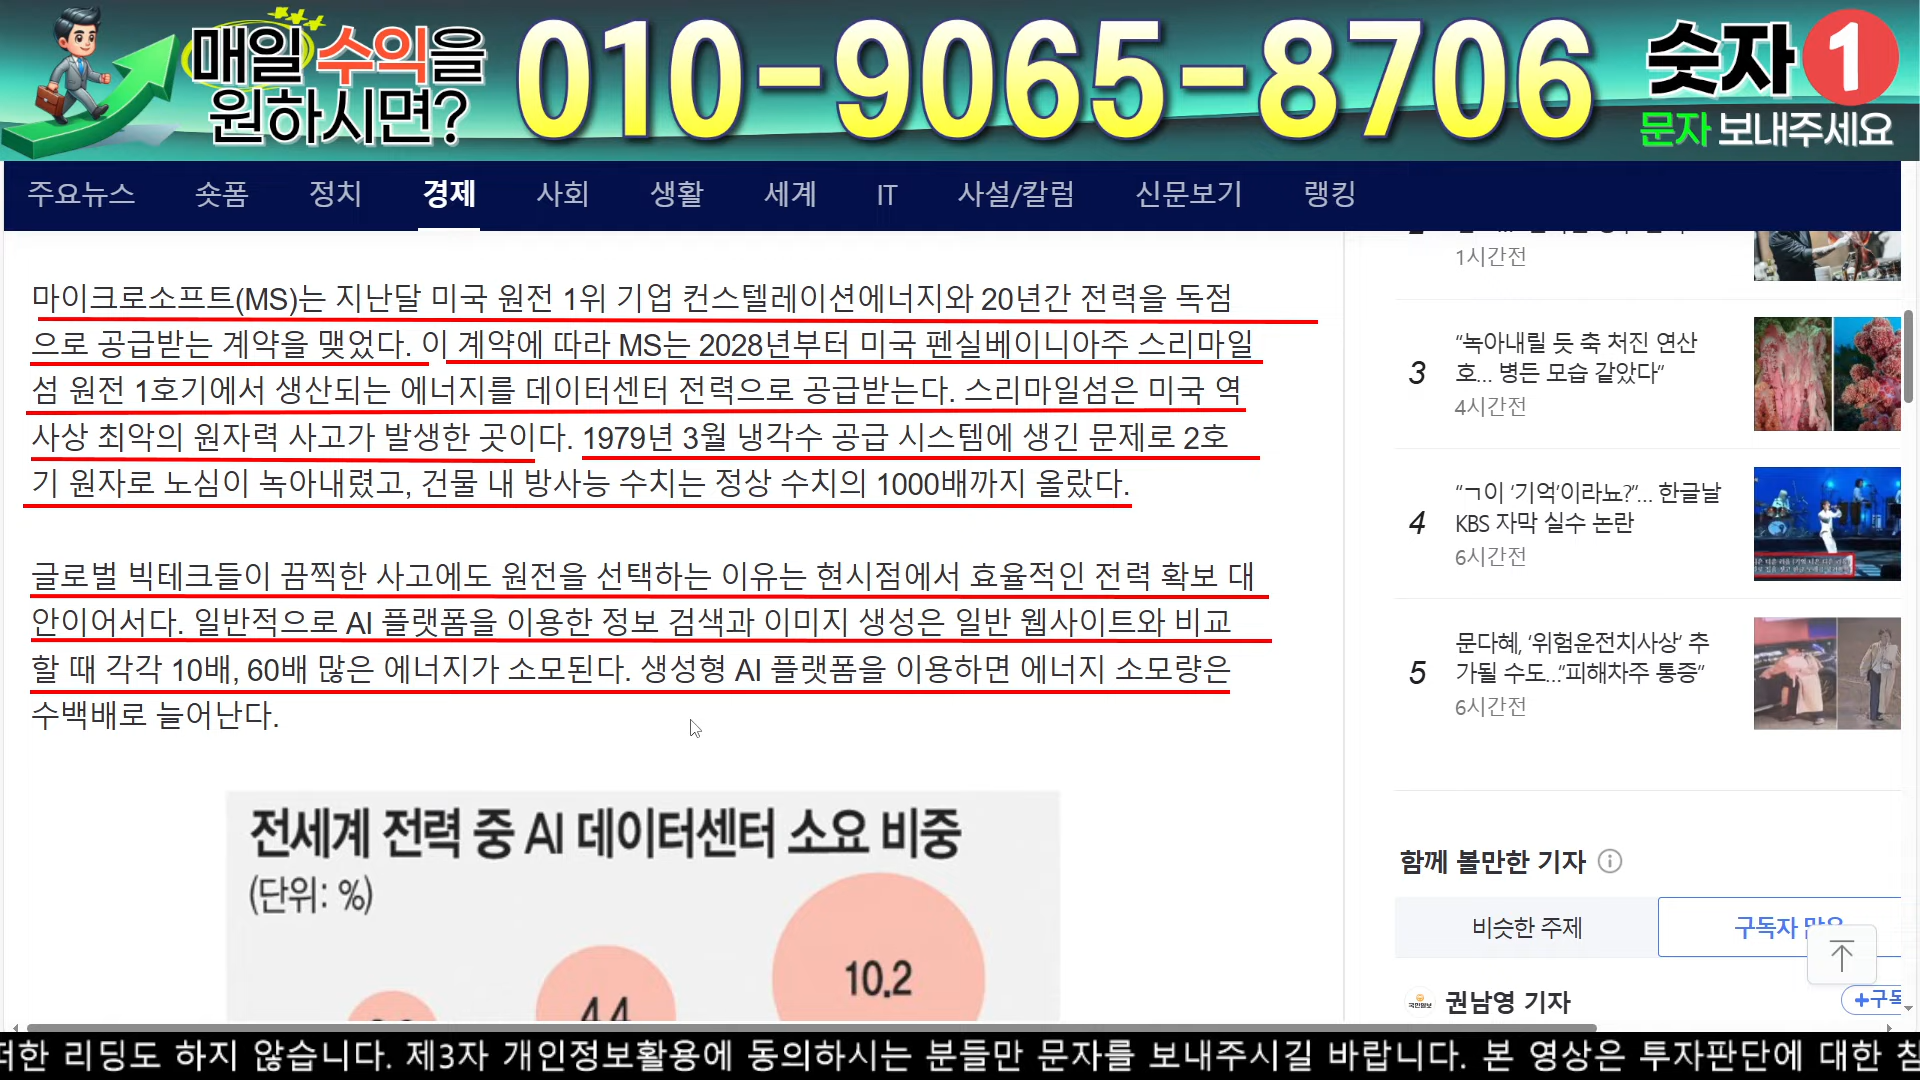 매일 수익을
원하시면?
010-9065-8706
숫자 1
문자 보내주세요
주요뉴스 숏폼 정치 경제 사회 생활 세계 IT 사설/칼럼 신문보기 랭킹
마이크로소프트(MS)는 지난달 미국 원전 1위 기업 컨스텔레이션에너지와 20년간 전력을 독점
으로 공급받는 계약을 맺었다. 이 계약에 따라 MS는 2028년부터 미국 펜실베이니아주 스리마일
섬 원전 1호기에서 생산되는 에너지를 데이터센터 전력으로 공급받는다. 스리마일섬은 미국 역
사상 최악의 원자력 사고가 발생한 곳이다. 1979년 3월 냉각수 공급 시스템에 생긴 문제로 2호
기 원자로 노심이 녹아내렸고, 건물 내 방사능 수치는 정상 수치의 1000배까지 올랐다.
글로벌 빅테크들이 끔찍한 사고에도 원전을 선택하는 이유는 현시점에서 효율적인 전력 확보 대
안이어서다. 일반적으로 AI 플랫폼을 이용한 정보 검색과 이미지 생성은 일반 웹사이트와 비교
할 때 각각 10배, 60배 많은 에너지가 소모된다. 생성형 AI 플랫폼을 이용하면 에너지 소모량은
수백배로 늘어난다.
전세계 전력 중 AI 데이터센터 소요 비중
(단위: %)
4.4
10.2
1시간전
3
“녹아내릴 듯 축 처진 연산
호… 병든 모습 같았다”
4시간전
4
“ㄱ이 ‘기억’이라뇨?”… 한글날
KBS 자막 실수 논란
6시간전
5
문다혜, ‘위험운전치사상’ 추
가될 수도…“피해차주 통증”
6시간전
함께 볼만한 기자
비슷한 주제
구독자
국민일보
권남영 기자
+구독
한 리딩도 하지 않습니다. 제3자 개인정보활용에 동의하시는 분들만 문자를 보내주시길 바랍니다. 본 영상은 투자판단에 대한